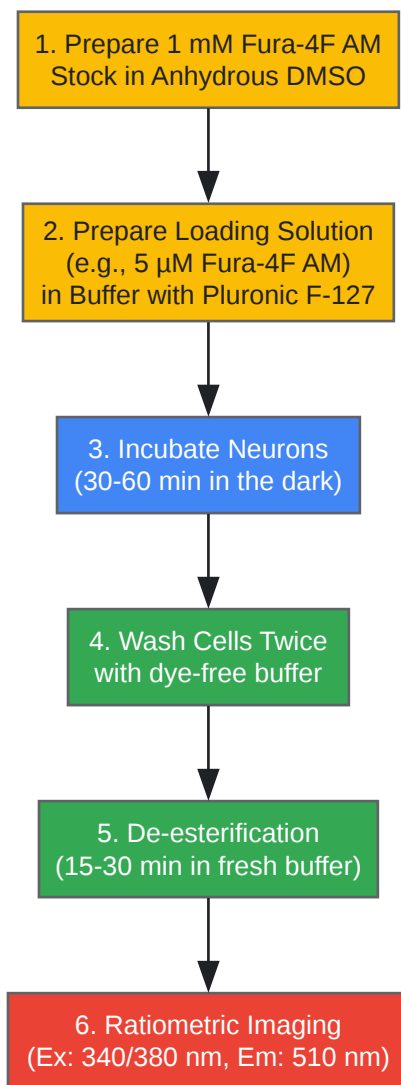 1. Prepare 1 mM Fura-4F AM
Stock in Anhydrous DMSO
2. Prepare Loading Solution
(e.g., 5 µM Fura-4F AM)
in Buffer with Pluronic F-127
3. Incubate Neurons
(30-60 min in the dark)
4. Wash Cells Twice
with dye-free buffer
5. De-esterification
(15-30 min in fresh buffer)
6. Ratiometric Imaging
(Ex: 340/380 nm, Em: 510 nm)